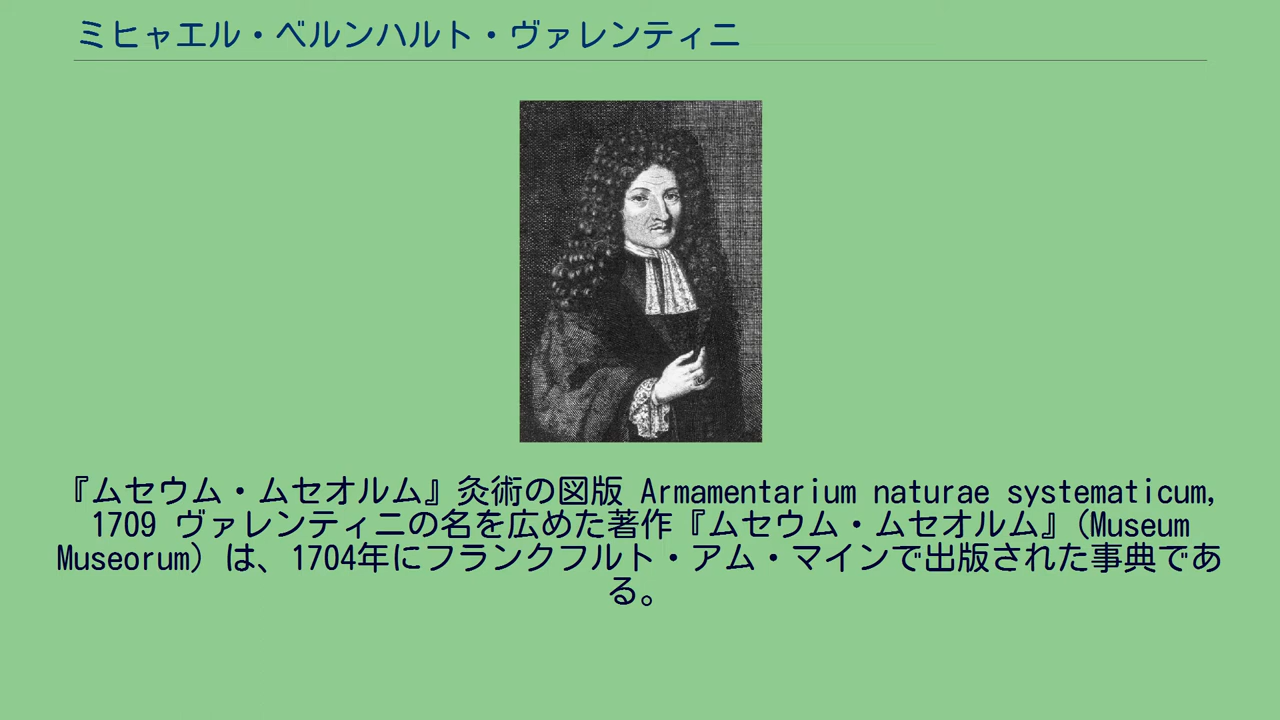 ミヒャエル・ベルンハルト・ヴァレンティニ
『ムセウム・ムセオルム』灸術の図版 Armamentarium naturae systematicum,
1709 ヴァレンティニの名を広めた著作『ムセウム・ムセオルム』(Museum
Museorum) は、1704年にフランクフルト・アム・マインで出版された事典であ
る。